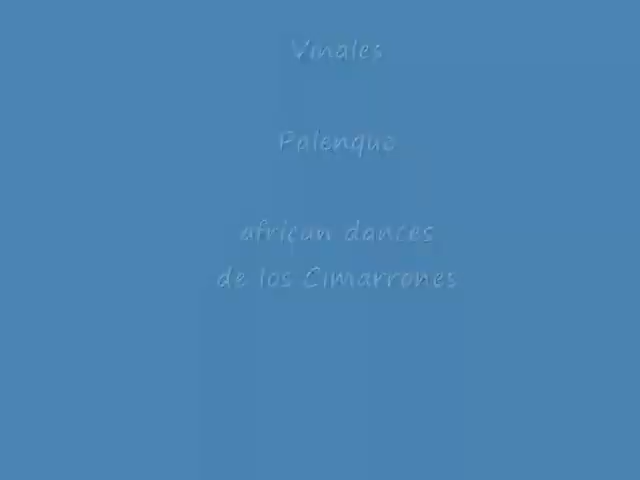 Vinales
Palenque
african dances
de los Cimarrones